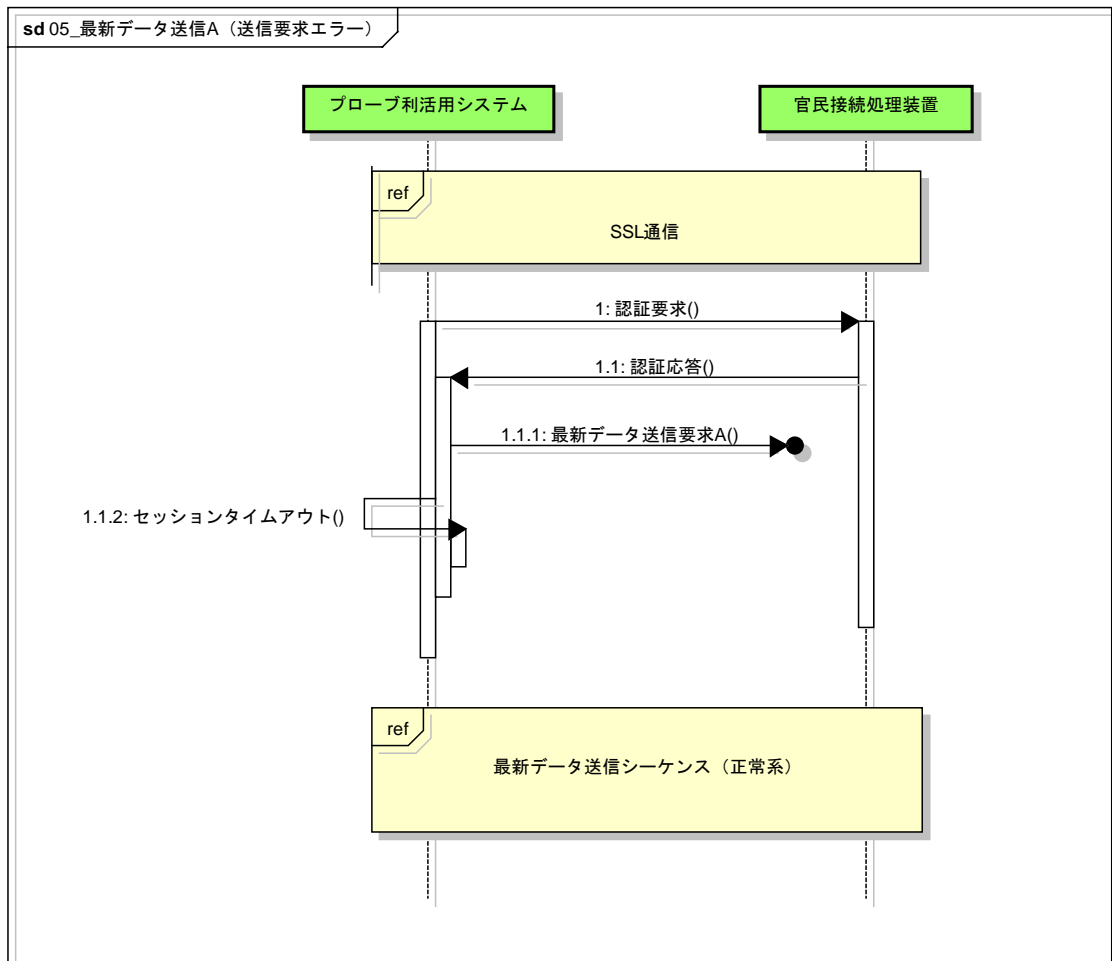 sd 05_最新データ送信A（送信要求エラー）
プローブ利活用システム
官民接続処理装置
ref
SSL通信
1: 認証要求()
1.1: 認証応答()
1.1.1: 最新データ送信要求A()
1.1.2: セッションタイムアウト()
ref
最新データ送信シーケンス（正常系）